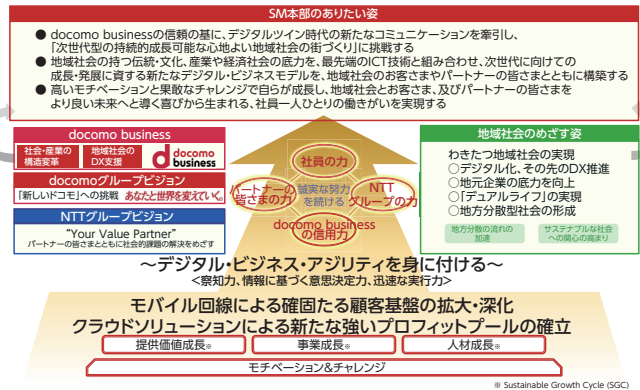 SM本部のありたい姿
● docomo businessの信頼の基に、デジタルツイン時代の新たなコミュニケーションを牽引し、
「次世代型の持続的成長可能な心地よい地域社会の街づくり」に挑戦する
● 地域社会の持つ伝統・文化、産業や経済社会の底力を、最先端のICT技術と組み合わせ、次世代に向けての
成長・発展に資する新たなデジタル・ビジネスモデルを、地域社会のお客さまやパートナーの皆さまとともに構築する
● 高いモチベーションと果敢なチャレンジで自らが成長し、地域社会とお客さま、及びパートナーの皆さまを
より良い未来へと導く喜びから生まれる、社員一人ひとりの働きがいを実現する
docomo business
社会・産業の
構造変革
地域社会の
DX支援
docomo
business
docomoグループビジョン
「新しいドコモ」への挑戦 あなたと世界を変えていく。
NTTグループビジョン
“Your Value Partner”
パートナーの皆さまとともに社会的課題の解決をめざす
社員の力
パートナーの
皆さまの力
誠実な努力
を続ける
NTT
グループの力
docomo business
の信用力
地域社会のめざす姿
わきたつ地域社会の実現
○デジタル化、その先のDX推進
○地元企業の底力を向上
○「デュアルライフ」の実現
○地方分散型社会の形成
地方分散の流れの
加速
サステナブルな社会
への関心の高まり
～デジタル・ビジネス・アジリティを身に付ける～
<察知力、情報に基づく意思決定力、迅速な実行力>
モバイル回線による確固たる顧客基盤の拡大・深化
クラウドソリューションによる新たな強いプロフィットプールの確立
提供価値成長※
事業成長※
人材成長※
モチベーション&チャレンジ
※ Sustainable Growth Cycle (SGC)